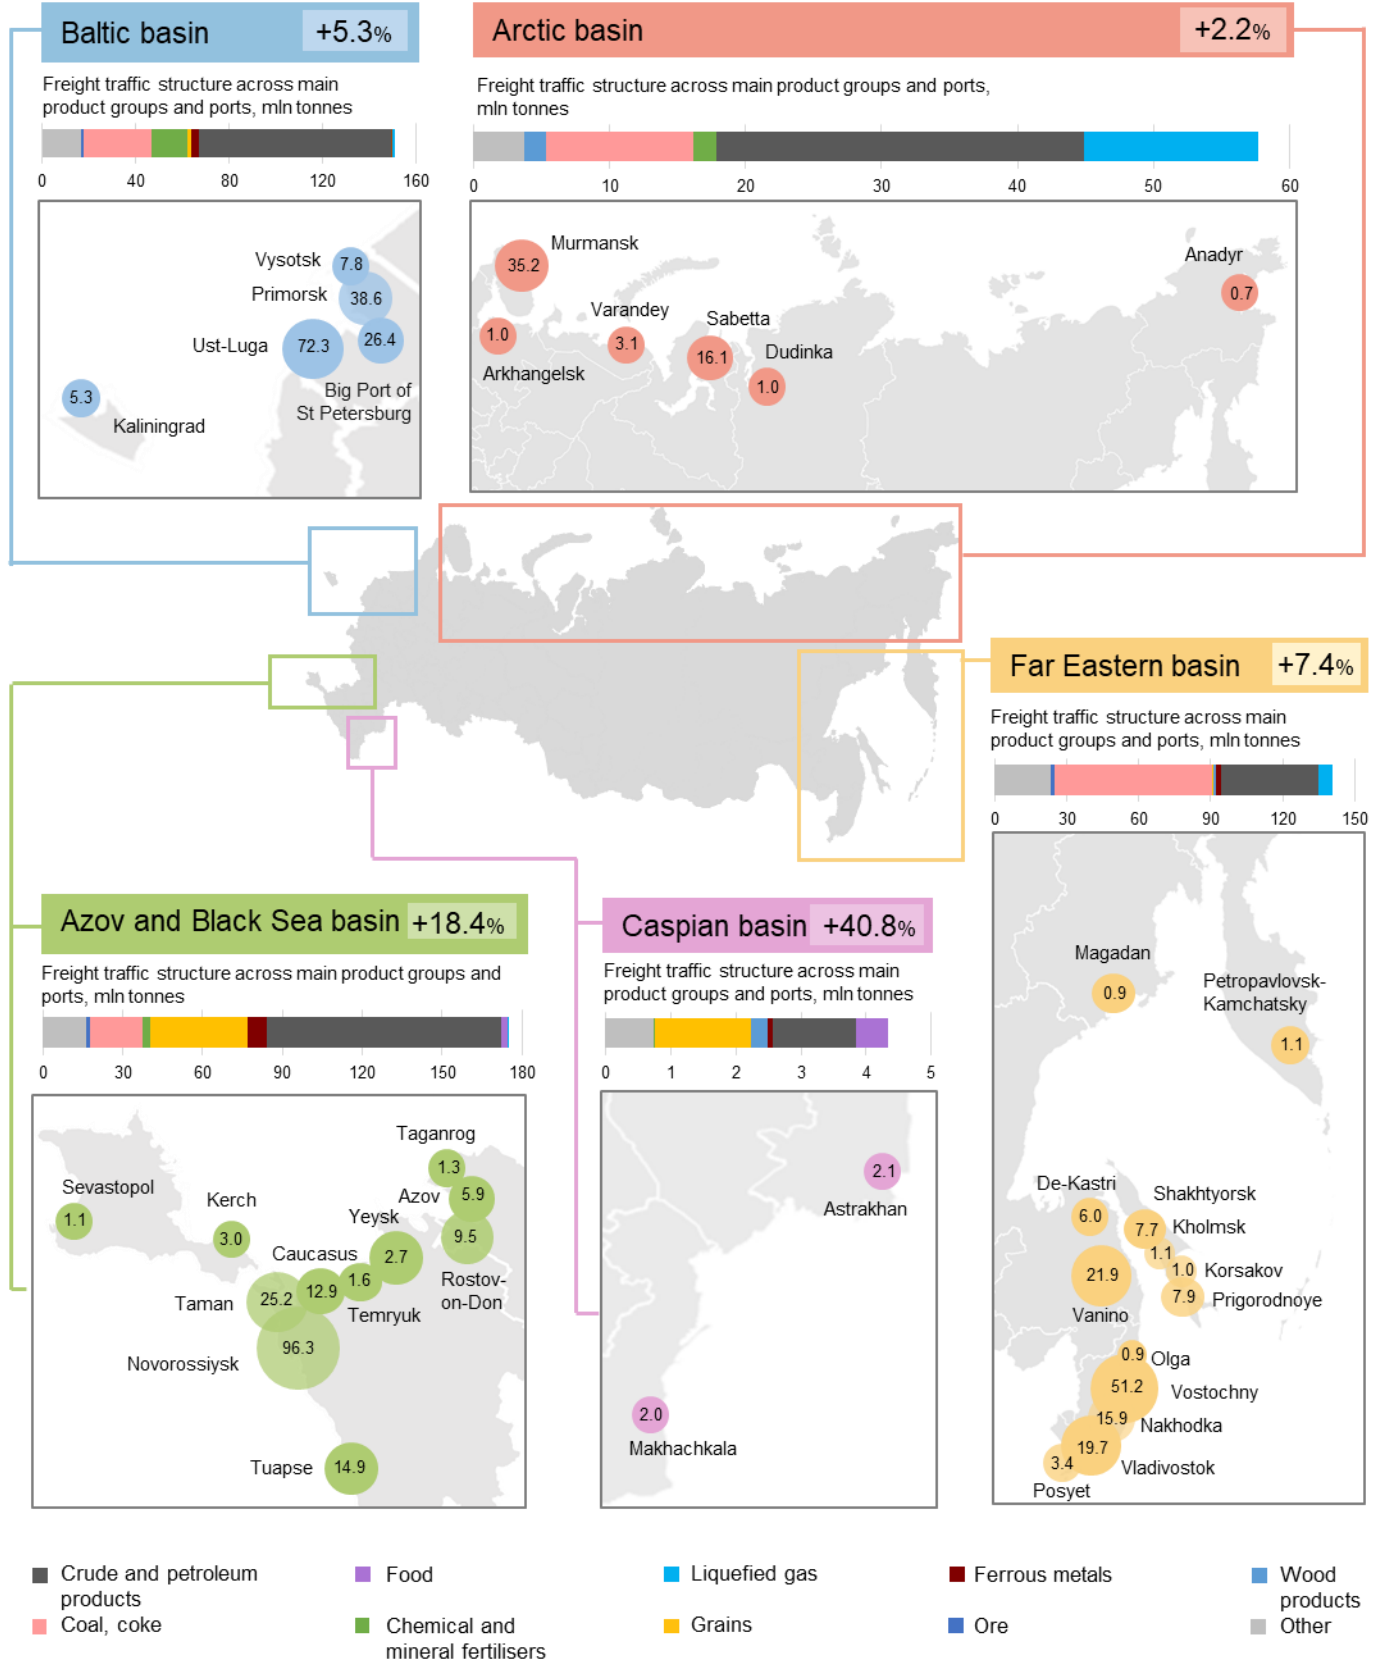 Baltic basin
+5.3%
Freight traffic structure across main
product groups and ports, mln tonnes
0 40 80 120 160
Vysotsk
7.8
Primorsk
38.6
Ust-Luga
72.3
26.4
Big Port of
St Petersburg
5.3
Kaliningrad
Arctic basin
+2.2%
Freight traffic structure across main product groups and ports,
mln tonnes
0 10 20 30 40 50 60
Murmansk
35.2
Anadyr
0.7
Varandey
3.1
Sabetta
16.1
1.0
Arkhangelsk
Dudinka
1.0
Far Eastern basin
+7.4%
Freight traffic structure across main
product groups and ports, mln tonnes
0 30 60 90 120 150
Magadan
0.9
Petropavlovsk-
Kamchatsky
1.1
De-Kastri
6.0
Shakhtyorsk
7.7
Kholmsk
1.1
1.0
Korsakov
21.9
Vanino
7.9
Prigorodnoye
0.9
Olga
51.2
Vostochny
15.9
Nakhodka
19.7
Vladivostok
3.4
Posyet
Azov and Black Sea basin
+18.4%
Freight traffic structure across main product groups and
ports, mln tonnes
0 30 60 90 120 150 180
Taganrog
1.3
Sevastopol
1.1
Kerch
3.0
Azov
5.9
Yeysk
2.7
9.5
Rostov-
on-Don
Caucasus
12.9
1.6
Temryuk
Taman
25.2
Novorossiysk
96.3
Tuapse
14.9
Caspian basin
+40.8%
Freight traffic structure across main
product groups and ports, mln tonnes
0 1 2 3 4 5
2.1
Astrakhan
2.0
Makhachkala
Crude and petroleum
products
Food
Liquefied gas
Ferrous metals
Wood
products
Coal, coke
Chemical and
mineral fertilisers
Grains
Ore
Other